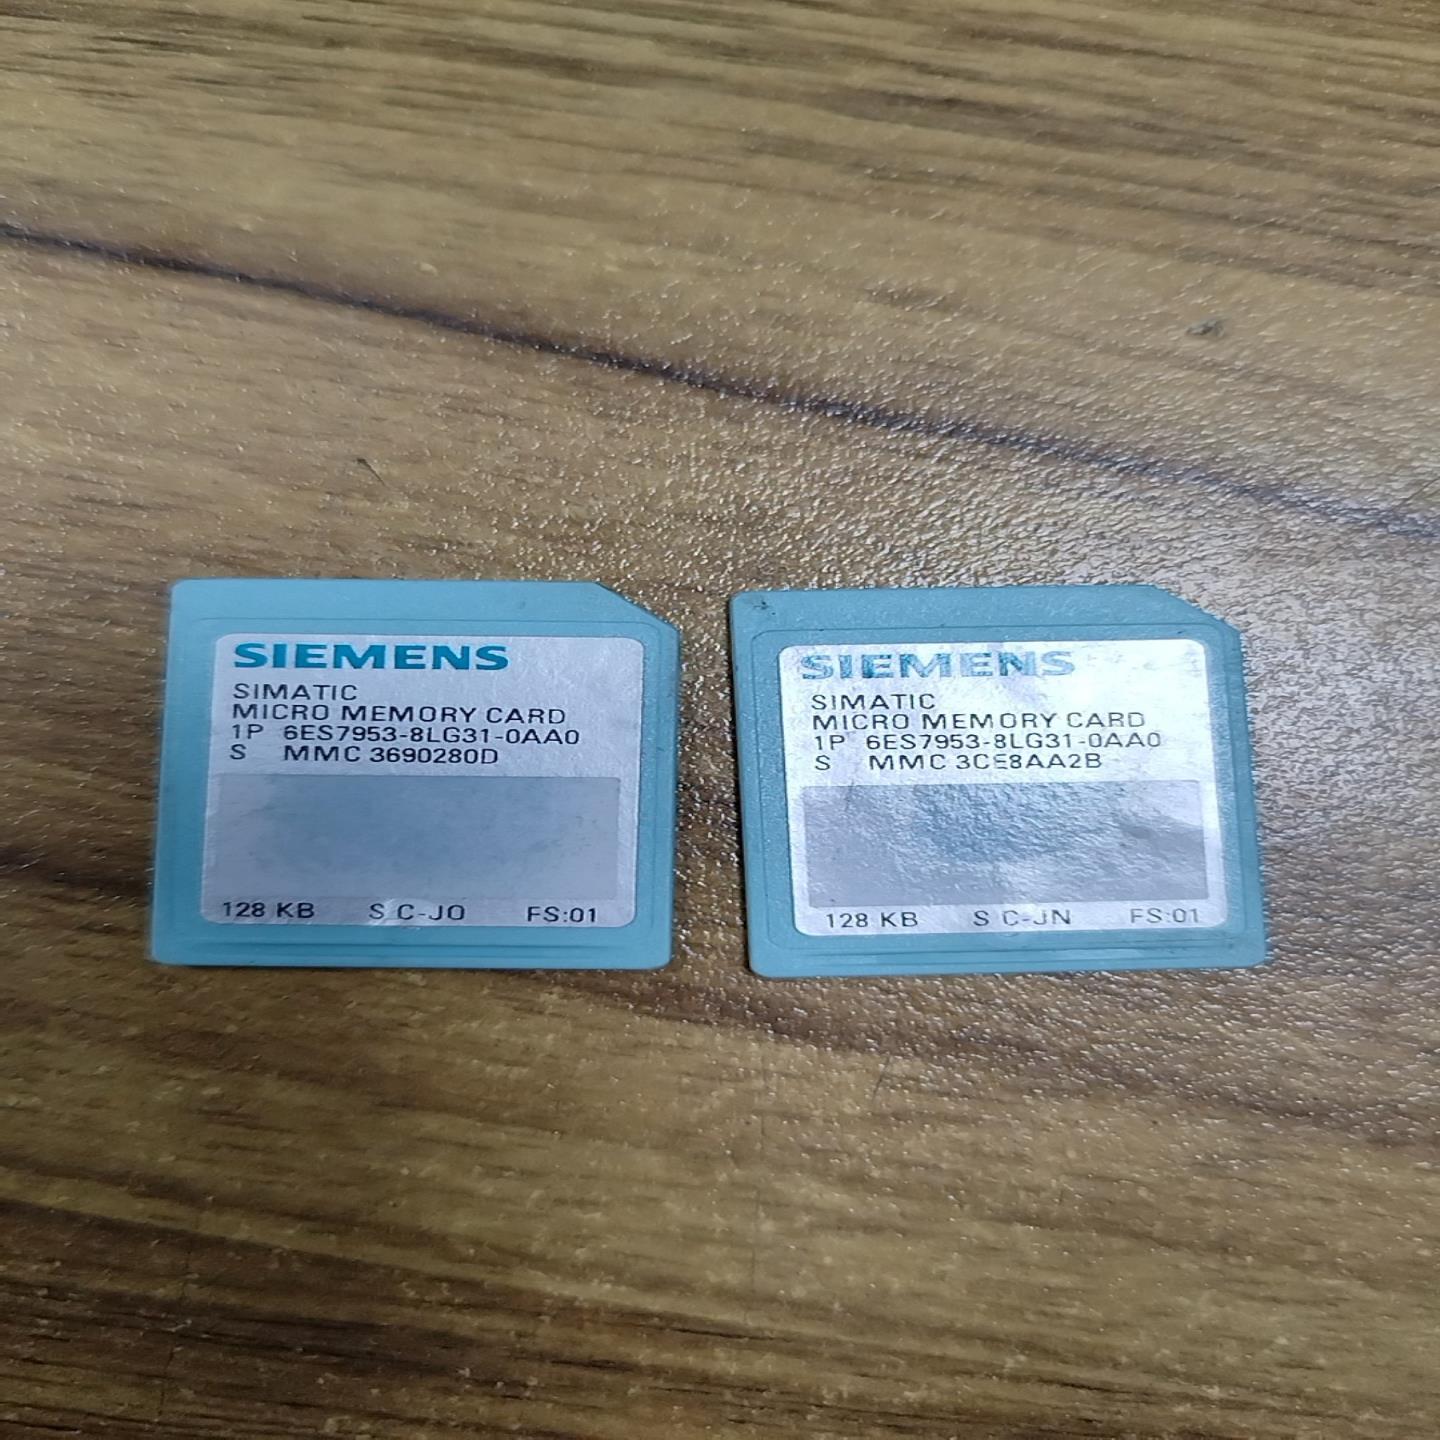 SIEMENS
SIMATIC
MICRO MEMORY CARD
1P 6ES7953-8LG31-0AA0
S MMC 3690280D
128 KB S C-JO FS:01
SIEMENS
SIMATIC
MICRO MEMORY CARD
1P 6ES7953-8LG31-0AA0
S MMC 3CE8AA2B
128 KB S C-JN FS:01